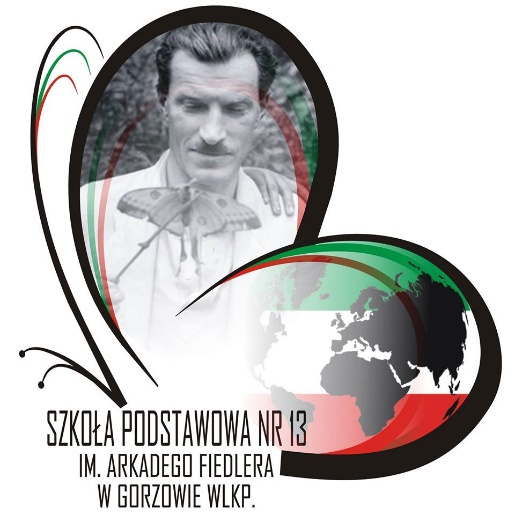 SZKOŁA PODSTAWOWA NR 13
IM. ARKADEGO FIEDLERA
W GORZOWIE WLKP.